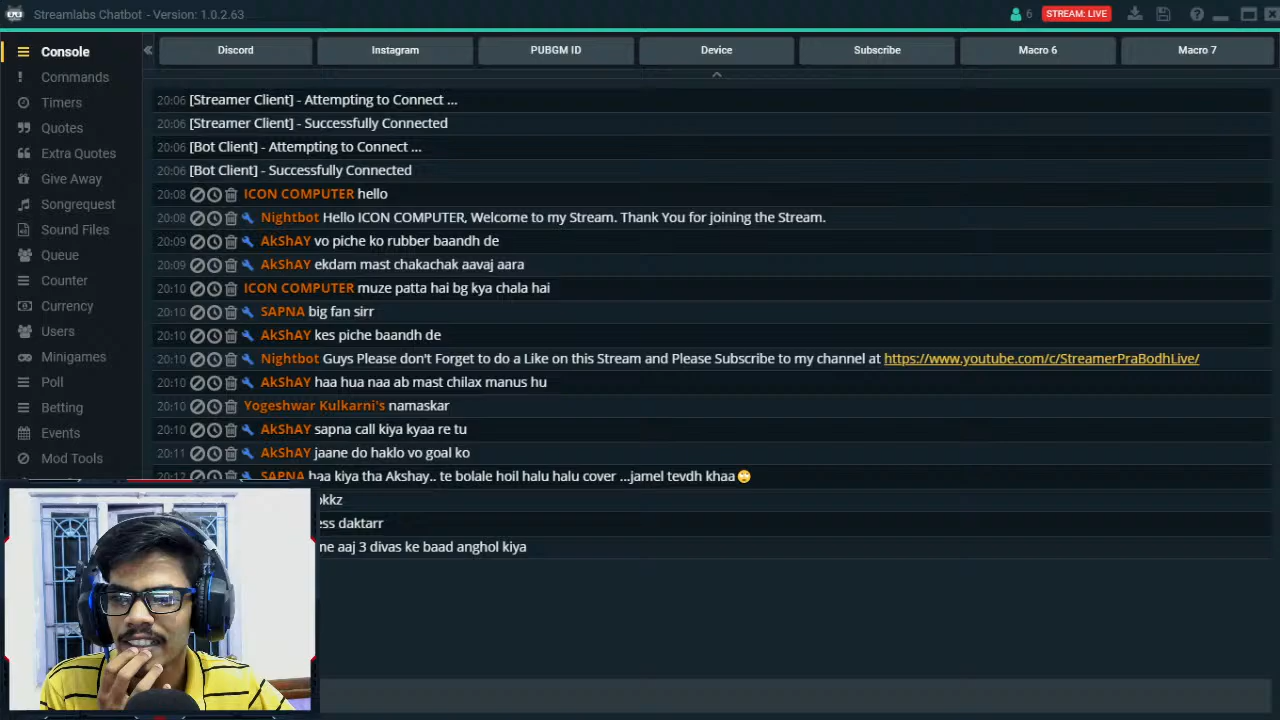 Streamlabs Chatbot - Version: 1.0.2.63
6
STREAM: LIVE
Console
Commands
Timers
Quotes
Extra Quotes
Give Away
Songrequest
Sound Files
Queue
Counter
Currency
Users
Minigames
Poll
Betting
Events
Mod Tools
Discord
Instagram
PUBGM ID
Device
Subscribe
Macro 6
Macro 7
20:06 [Streamer Client] - Attempting to Connect ...
20:06 [Streamer Client] - Successfully Connected
20:06 [Bot Client] - Attempting to Connect ...
20:06 [Bot Client] - Successfully Connected
20:08 ICON COMPUTER hello
20:08 Nightbot Hello ICON COMPUTER, Welcome to my Stream. Thank You for joining the Stream.
20:09 AkShAY vo piche ko rubber baandh de
20:09 AkShAY ekdam mast chakachak aavaj aara
20:10 ICON COMPUTER muze patta hai bg kya chala hai
20:10 SAPNA big fan sirr
20:10 AkShAY kes piche baandh de
20:10 Nightbot Guys Please don't Forget to do a Like on this Stream and Please Subscribe to my channel at https://www.youtube.com/c/StreamerPraBodhLive/
20:10 AkShAY haa hua naa ab mast chilax manus hu
20:10 Yogeshwar Kulkarni's namaskar
20:10 AkShAY sapna call kiya kyaa re tu
20:11 AkShAY jaane do haklo vo goal ko
20:12 SAPNA haa kiya tha Akshay.. te bolale hoil halu halu cover ...jamel tevdh khaa🙄
kkz
ess daktarr
ne aaj 3 divas ke baad anghol kiya